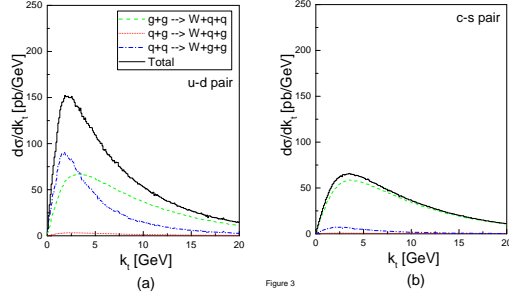 250
200
150
100
50
0
dσ/dk_t [pb/GeV]
g+g --> W+q+q
q+g --> W+q+g
q+q --> W+g+g
Total
u-d pair
0 5 10 15 20
k_t [GeV]
(a)
250
200
150
100
50
0
dσ/dk_t [pb/GeV]
c-s pair
0 5 10 15 20
k_t [GeV]
(b)
Figure 3